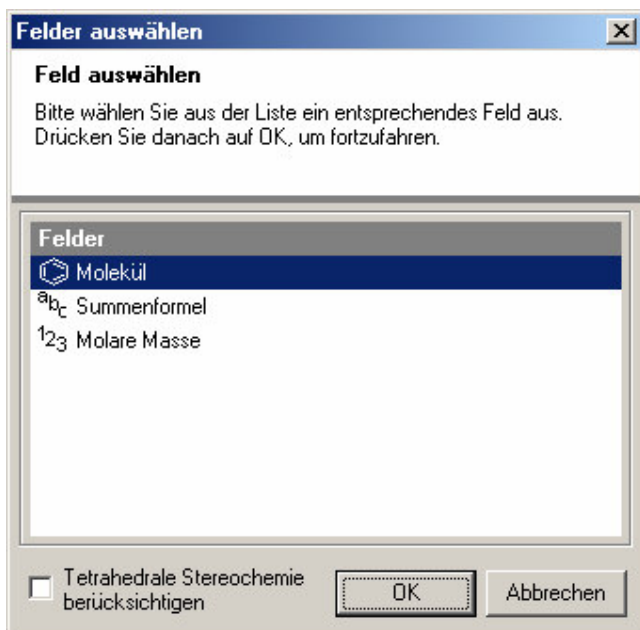 Felder auswählen
Feld auswählen
Bitte wählen Sie aus der Liste ein entsprechendes Feld aus.
Drücken Sie danach auf OK, um fortzufahren.
Felder
Molekül
abc Summenformel
123 Molare Masse
Tetrahedrale Stereochemie
berücksichtigen
OK
Abbrechen